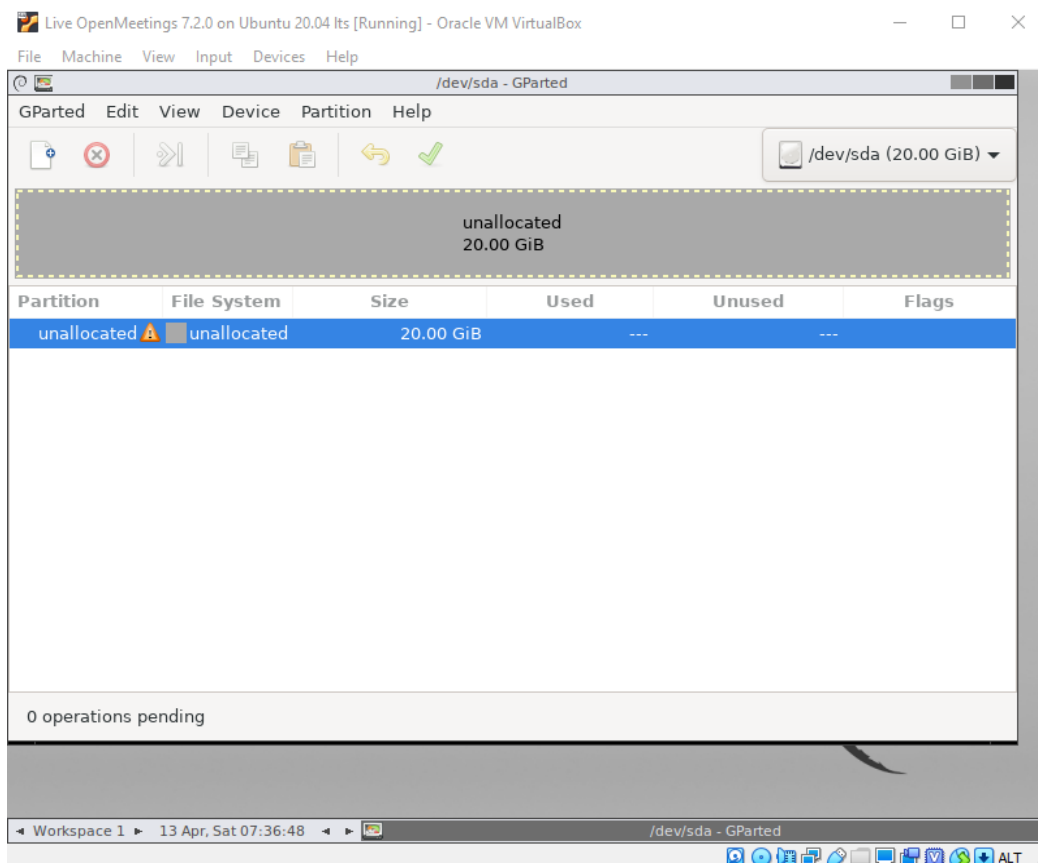 Live OpenMeetings 7.2.0 on Ubuntu 20.04 lts [Running] - Oracle VM VirtualBox
File Machine View Input Devices Help
/dev/sda - GParted
GParted Edit View Device Partition Help
/dev/sda (20.00 GiB)
unallocated
20.00 GiB
Partition File System Size Used Unused Flags
unallocated unallocated 20.00 GiB --- ---
0 operations pending
Workspace 1 13 Apr, Sat 07:36:48 /dev/sda - GParted
ALT